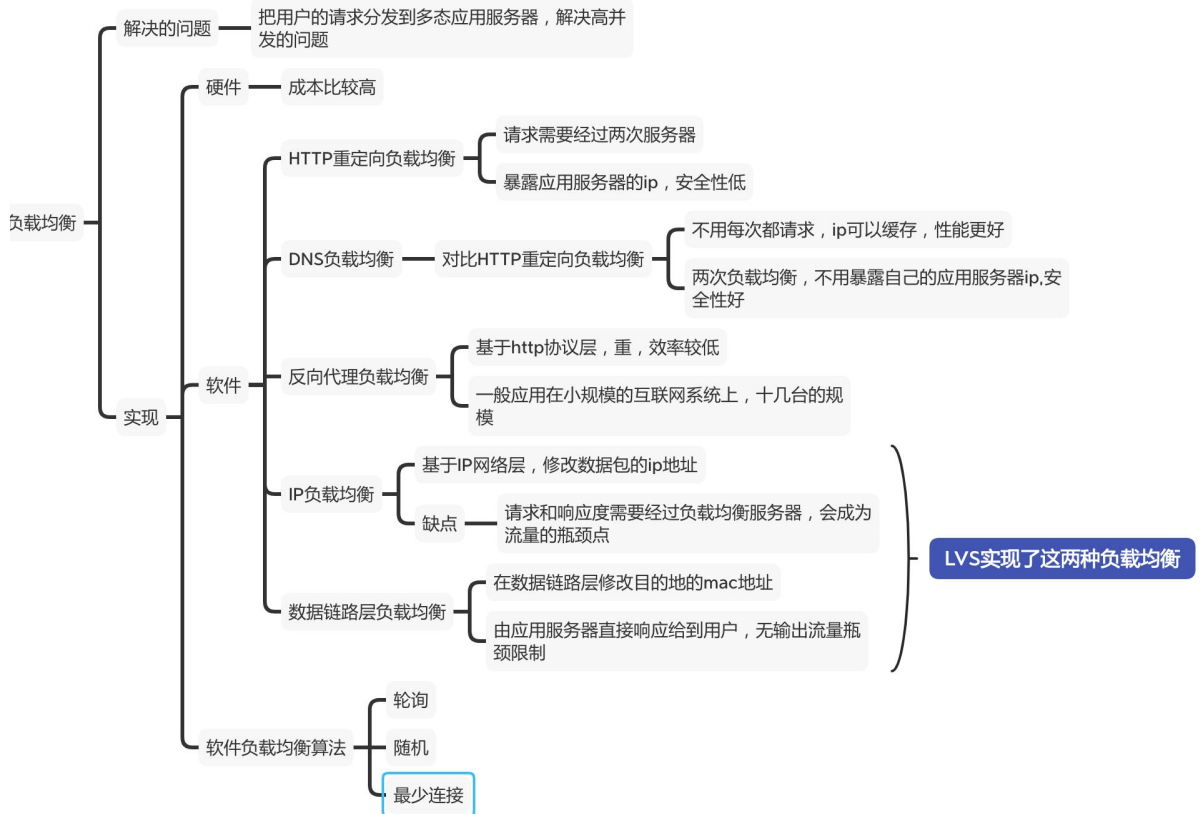 解决的问题
把用户的请求分发到多态应用服务器，解决高并
发的问题
硬件
成本比较高
HTTP重定向负载均衡
请求需要经过两次服务器
暴露应用服务器的ip，安全性低
负载均衡
DNS负载均衡
对比HTTP重定向负载均衡
不用每次都请求，ip可以缓存，性能更好
两次负载均衡，不用暴露自己的应用服务器ip,安
全性好
实现
软件
反向代理负载均衡
基于http协议层，重，效率较低
一般应用在小规模的互联网系统上，十几台的规
模
IP负载均衡
基于IP网络层，修改数据包的ip地址
缺点
请求和响应度需要经过负载均衡服务器，会成为
流量的瓶颈点
数据链路层负载均衡
在数据链路层修改目的地的mac地址
由应用服务器直接响应给到用户，无输出流量瓶
颈限制
LVS实现了这两种负载均衡
软件负载均衡算法
轮询
随机
最少连接